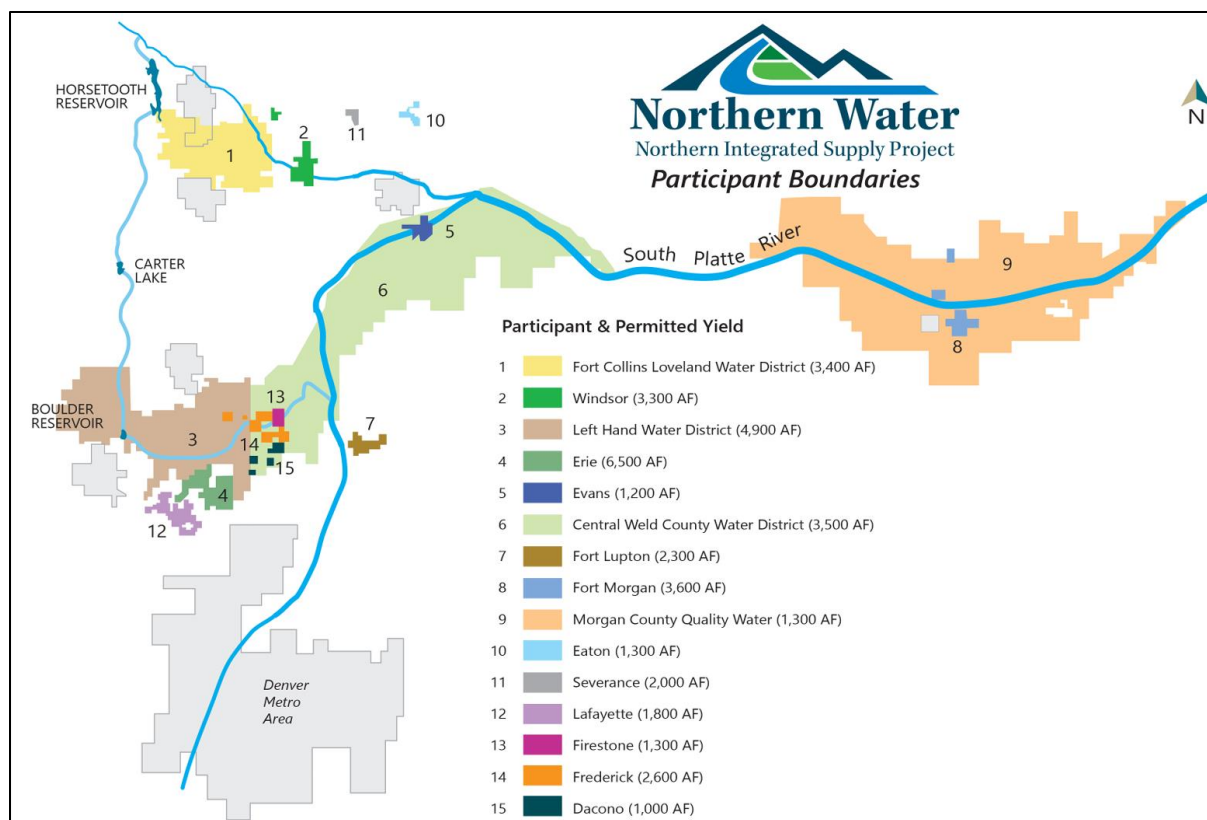 HORSETOOTH
RESERVOIR
1
2
11
10
Northern Water
Northern Integrated Supply Project
Participant Boundaries
N
5
CARTER
LAKE
6
South Platte River
9
8
BOULDER
RESERVOIR
3
13
14
15
7
4
12
Denver
Metro
Area
Participant & Permitted Yield
1 Fort Collins Loveland Water District (3,400 AF)
2 Windsor (3,300 AF)
3 Left Hand Water District (4,900 AF)
4 Erie (6,500 AF)
5 Evans (1,200 AF)
6 Central Weld County Water District (3,500 AF)
7 Fort Lupton (2,300 AF)
8 Fort Morgan (3,600 AF)
9 Morgan County Quality Water (1,300 AF)
10 Eaton (1,300 AF)
11 Severance (2,000 AF)
12 Lafayette (1,800 AF)
13 Firestone (1,300 AF)
14 Frederick (2,600 AF)
15 Dacono (1,000 AF)